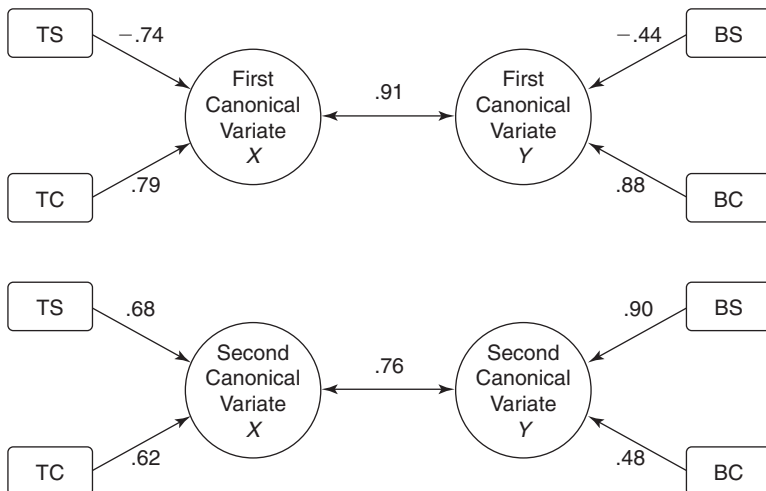 TS
−.74
−.44
BS
First
Canonical
Variate
X
.91
First
Canonical
Variate
Y
TC
.79
.88
BC
TS
.68
.90
BS
Second
Canonical
Variate
X
.76
Second
Canonical
Variate
Y
TC
.62
.48
BC